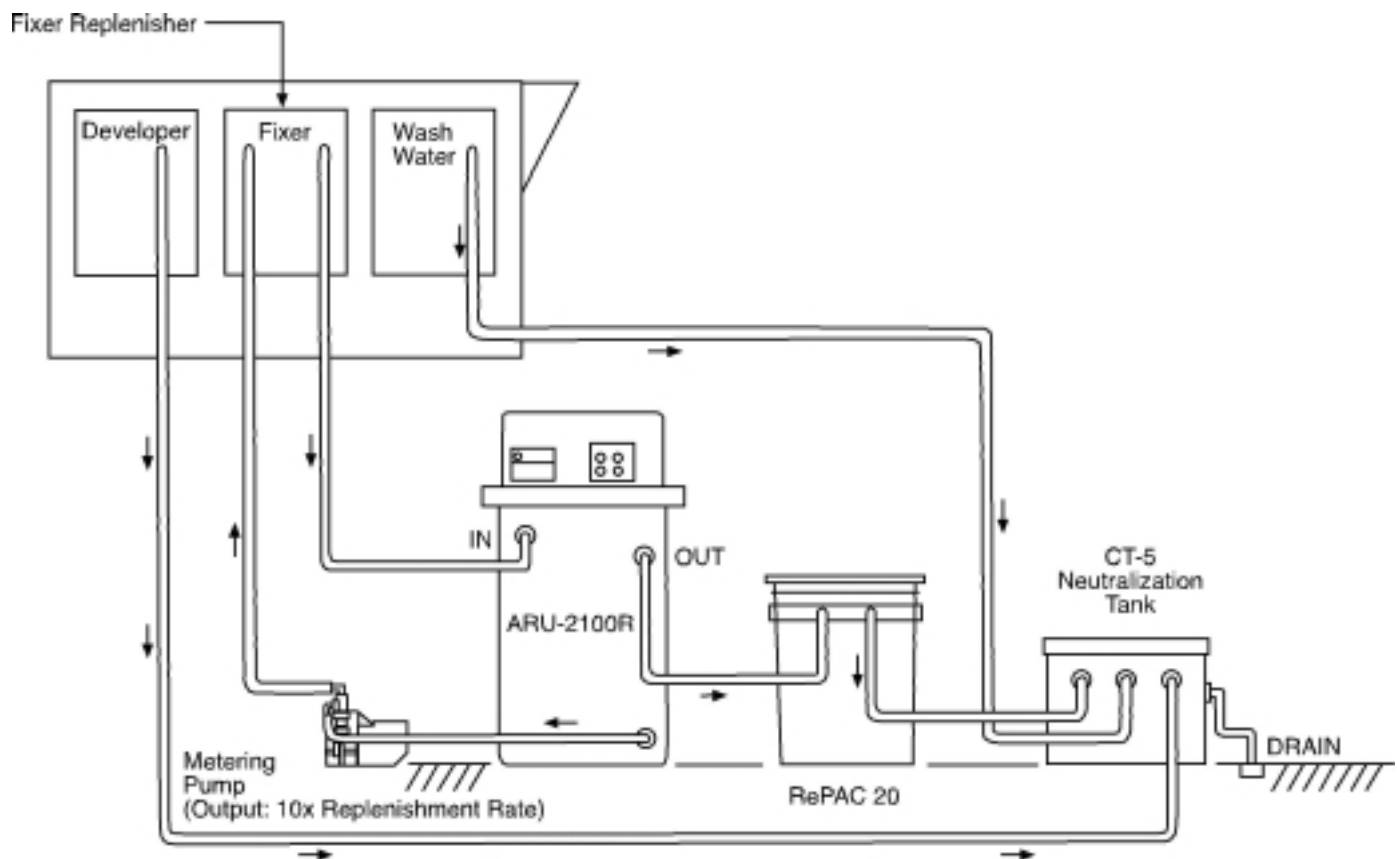 Fixer Replenisher
Developer
Fixer
Wash
Water
IN
OUT
ARU-2100R
CT-5
Neutralization
Tank
DRAIN
Metering
Pump
(Output: 10x Replenishment Rate)
RePAC 20